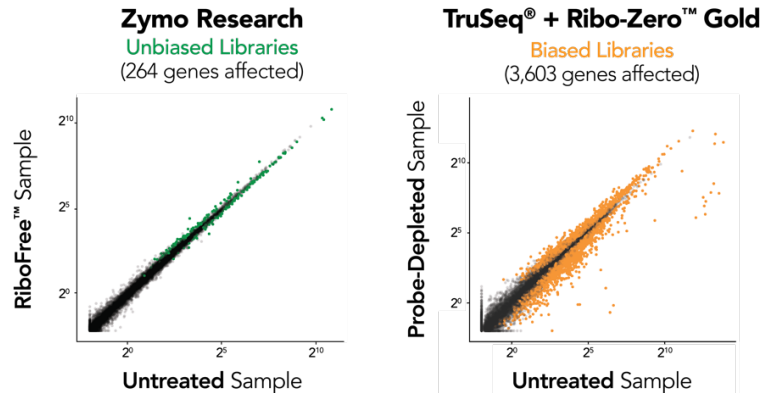 Zymo Research
Unbiased Libraries
(264 genes affected)
RiboFree™ Sample
2¹⁰
2⁵
2⁰
2⁰
2⁵
2¹⁰
Untreated Sample
TruSeq® + Ribo-Zero™ Gold
Biased Libraries
(3,603 genes affected)
Probe-Depleted Sample
2¹⁰
2⁵
2⁰
2⁰
2⁵
2¹⁰
Untreated Sample